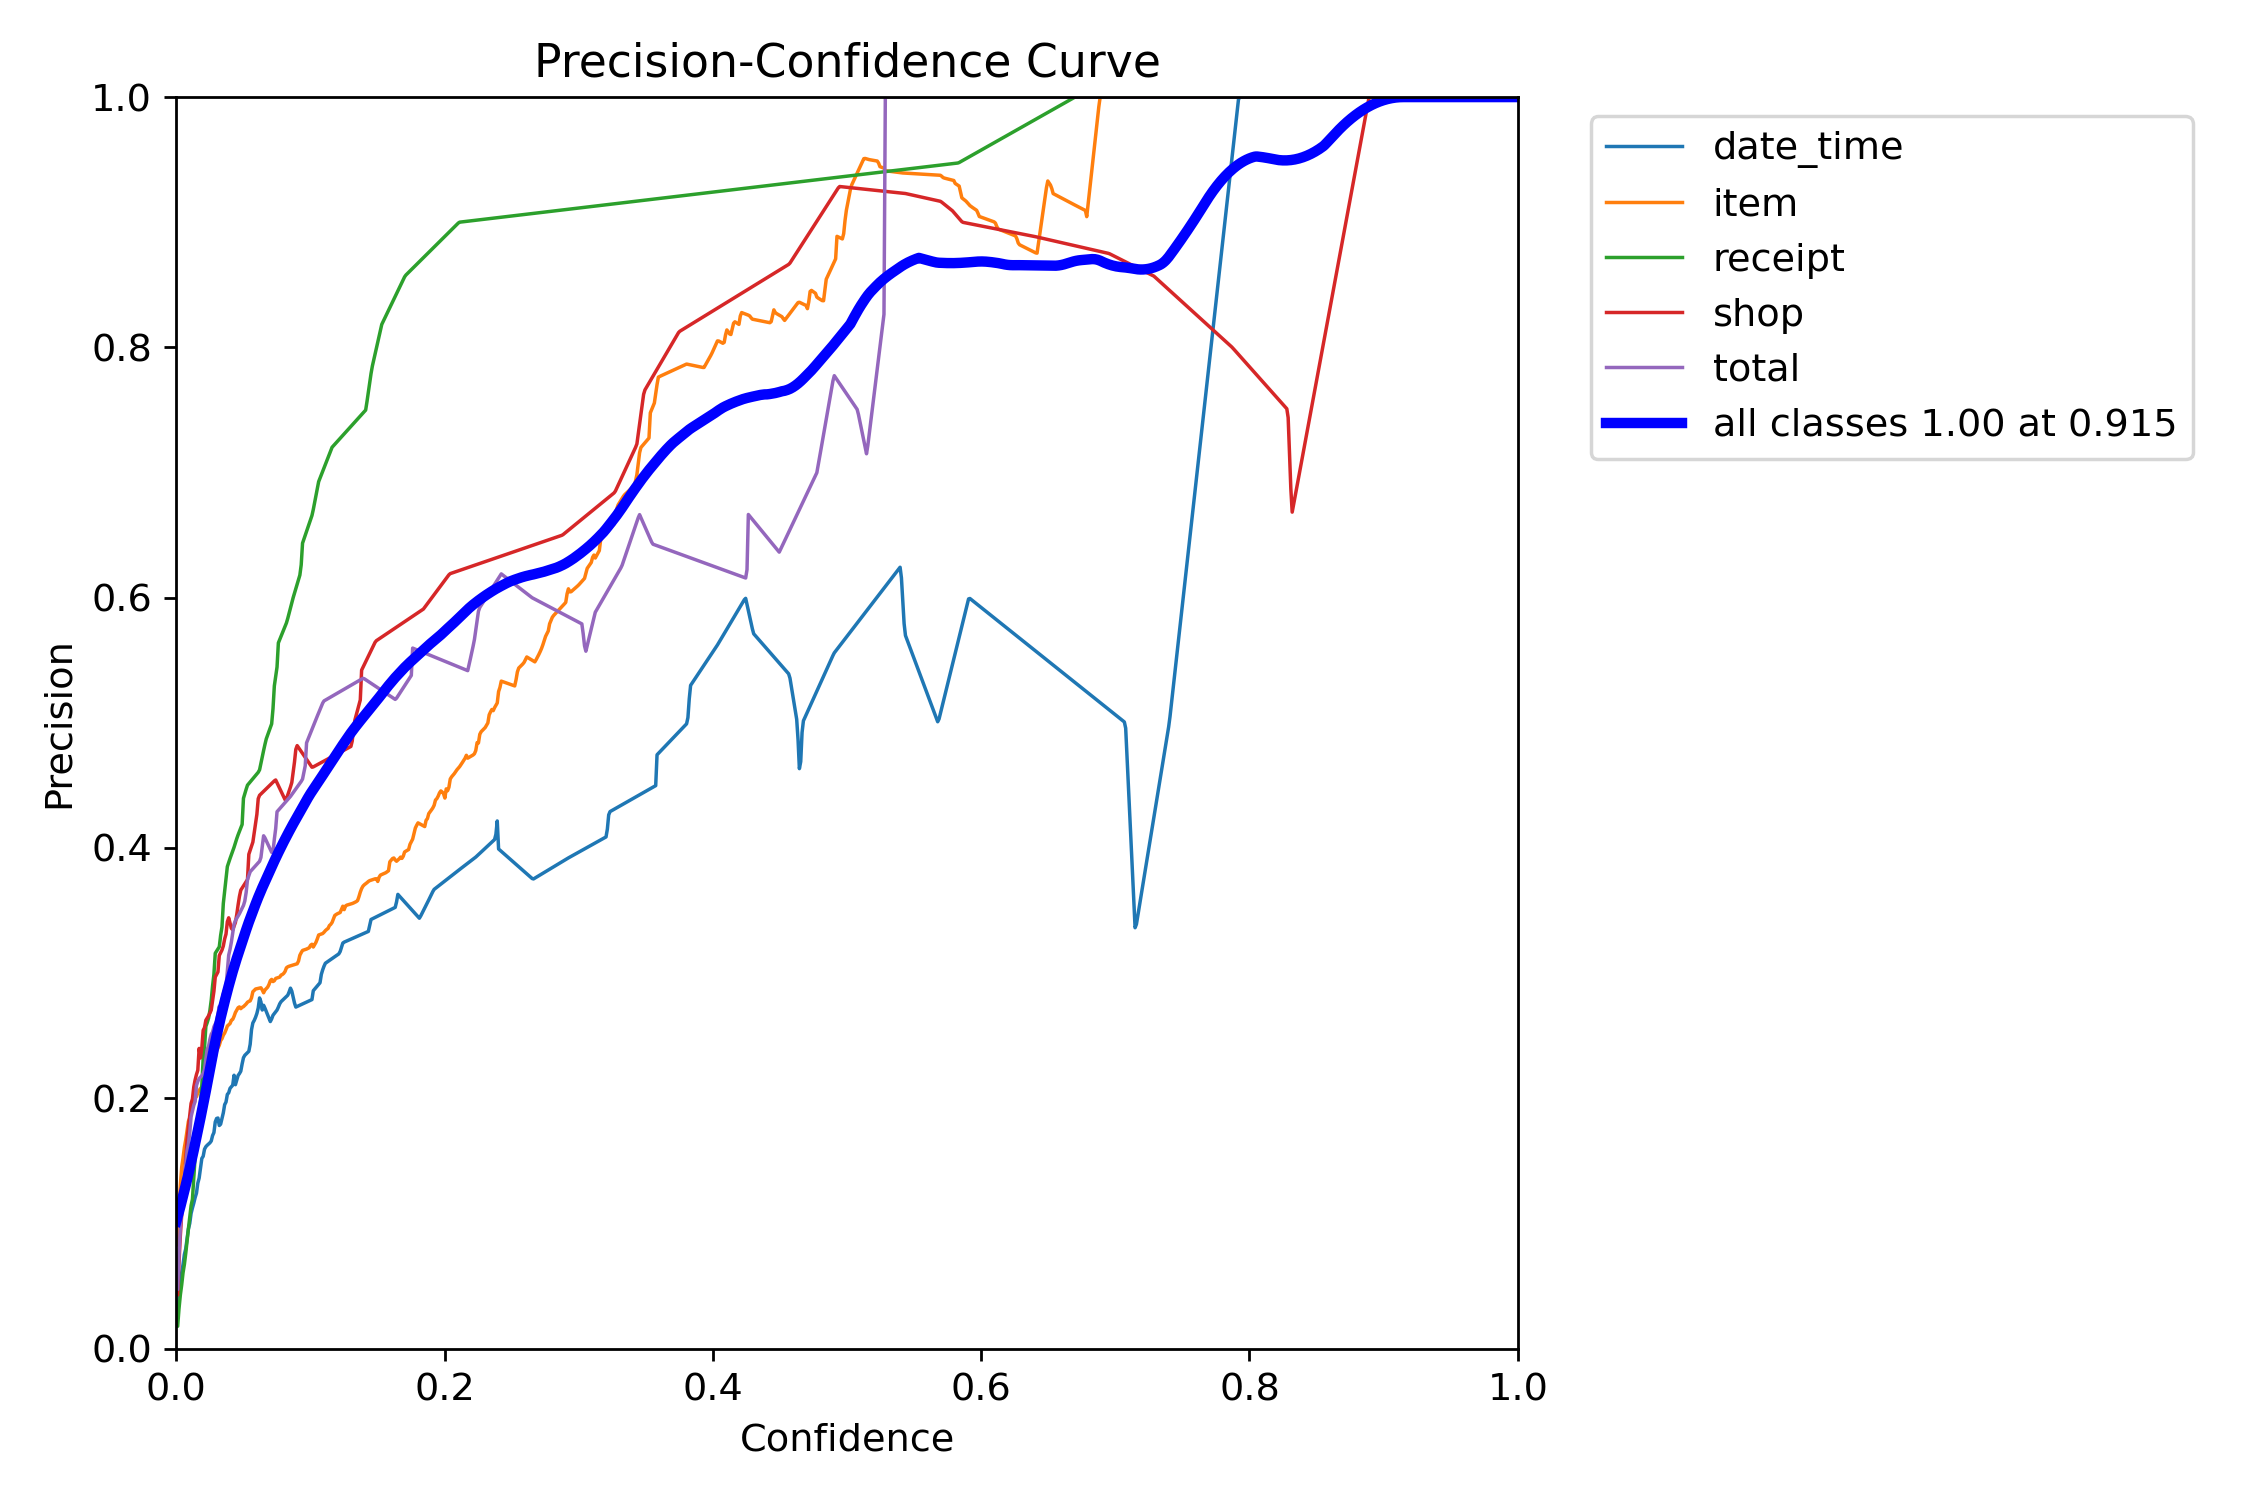 Precision-Confidence Curve
1.0
0.8
0.6
0.4
0.2
0.0
Precision
0.0 0.2 0.4 0.6 0.8 1.0
Confidence
date_time
item
receipt
shop
total
all classes 1.00 at 0.915